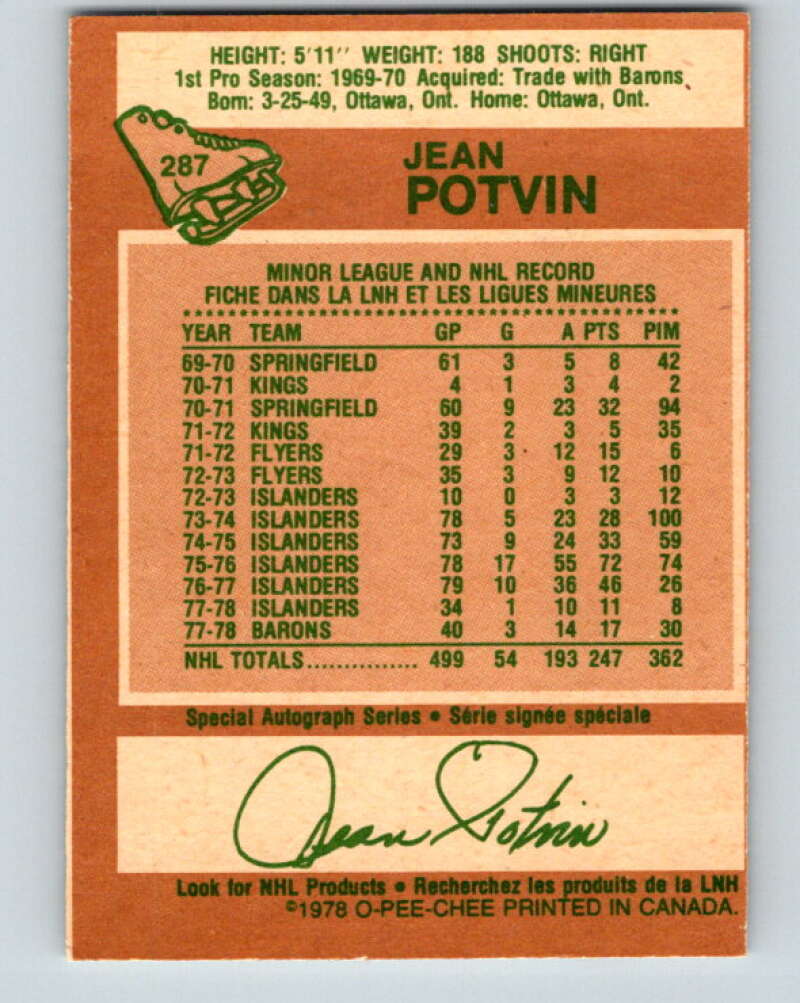 HEIGHT: 5'11" WEIGHT: 188 SHOOTS: RIGHT
1st Pro Season: 1969-70 Acquired: Trade with Barons
Born: 3-25-49, Ottawa, Ont. Home: Ottawa, Ont.
287
JEAN
POTVIN
MINOR LEAGUE AND NHL RECORD
FICHE DANS LA LNH ET LES LIGUES MINEURES
YEAR TEAM GP G A PTS PIM
69-70 SPRINGFIELD 61 3 5 8 42
70-71 KINGS 4 1 3 4 2
70-71 SPRINGFIELD 60 9 23 32 94
71-72 KINGS 39 2 3 5 35
71-72 FLYERS 29 3 12 15 6
72-73 FLYERS 35 3 9 12 10
72-73 ISLANDERS 10 0 3 3 12
73-74 ISLANDERS 78 5 23 28 100
74-75 ISLANDERS 73 9 24 33 59
75-76 ISLANDERS 78 17 55 72 74
76-77 ISLANDERS 79 10 36 46 26
77-78 ISLANDERS 34 1 10 11 8
77-78 BARONS 40 3 14 17 30
NHL TOTALS............... 499 54 193 247 362
Special Autograph Series • Série signée spéciale
Jean Potvin
Look for NHL Products • Recherchez les produits de la LNH
©1978 O-PEE-CHEE PRINTED IN CANADA.